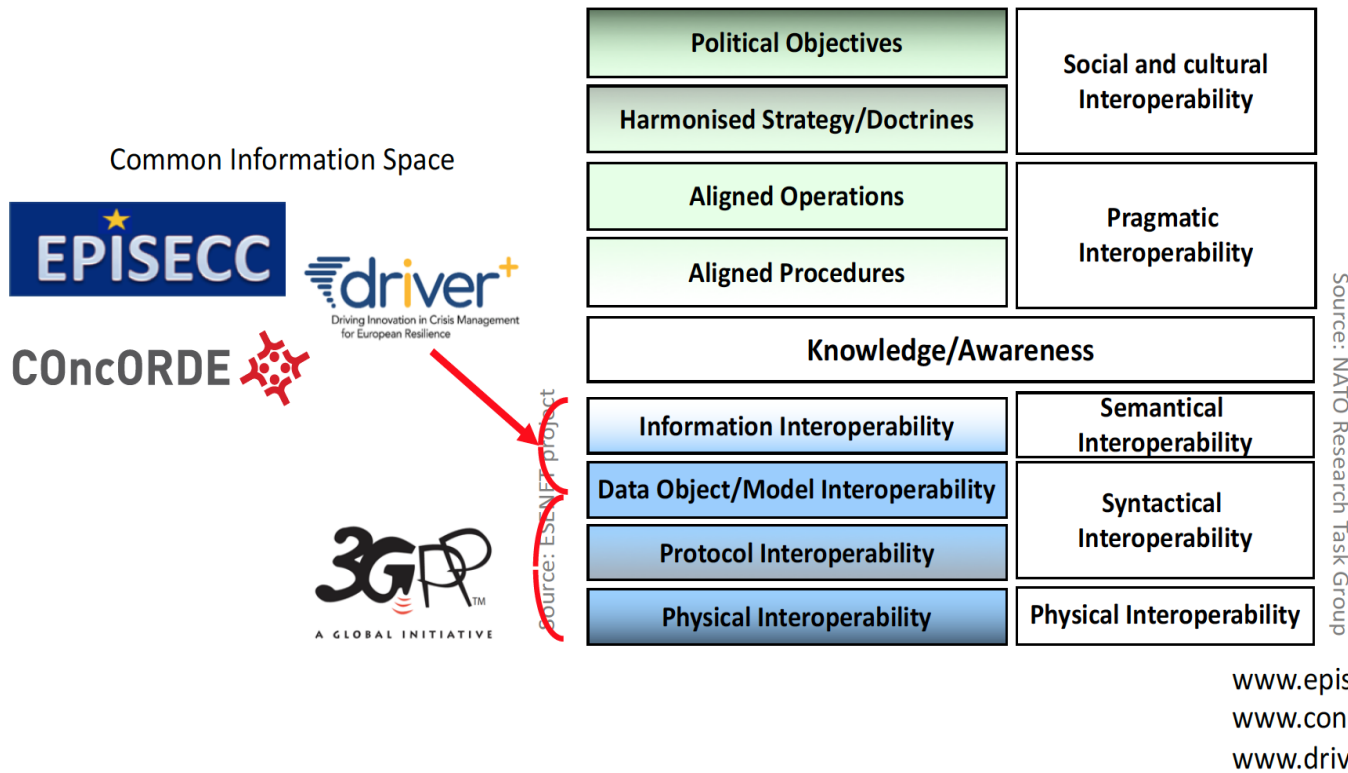 Common Information Space
EPISECC
driver+
Driving Innovation in Crisis Management
for European Resilience
COncORDE
3GPP
TM
A GLOBAL INITIATIVE
Source: ESENET project
Political Objectives
Harmonised Strategy/Doctrines
Aligned Operations
Aligned Procedures
Knowledge/Awareness
Information Interoperability
Data Object/Model Interoperability
Protocol Interoperability
Physical Interoperability
Social and cultural
Interoperability
Pragmatic
Interoperability
Semantical
Interoperability
Syntactical
Interoperability
Physical Interoperability
Source: NATO Research Task Group
www.epis
www.con
www.driv